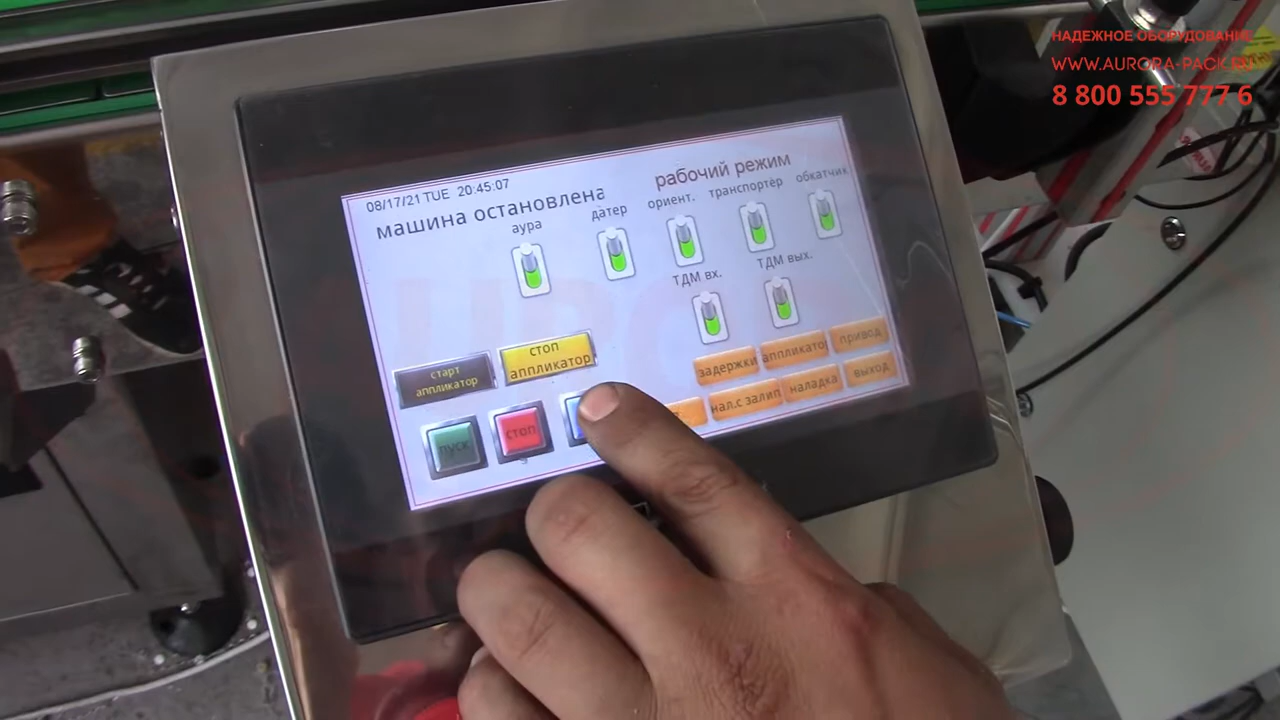 НАДЕЖНОЕ ОБОРУДОВАНИЕ
WWW.AURORA-PACK.RU
8 800 555 777 6
08/17/21 TUE 20:45:07
машина остановлена
рабочий режим
аура
датер
ориент.
транспортер
обкатчик
ТДМ вх.
ТДМ вых.
старт
аппликатор
стоп
аппликатор
задержки
аппликатор
привод
нал.с залип
наладка
выход
пуск
стоп